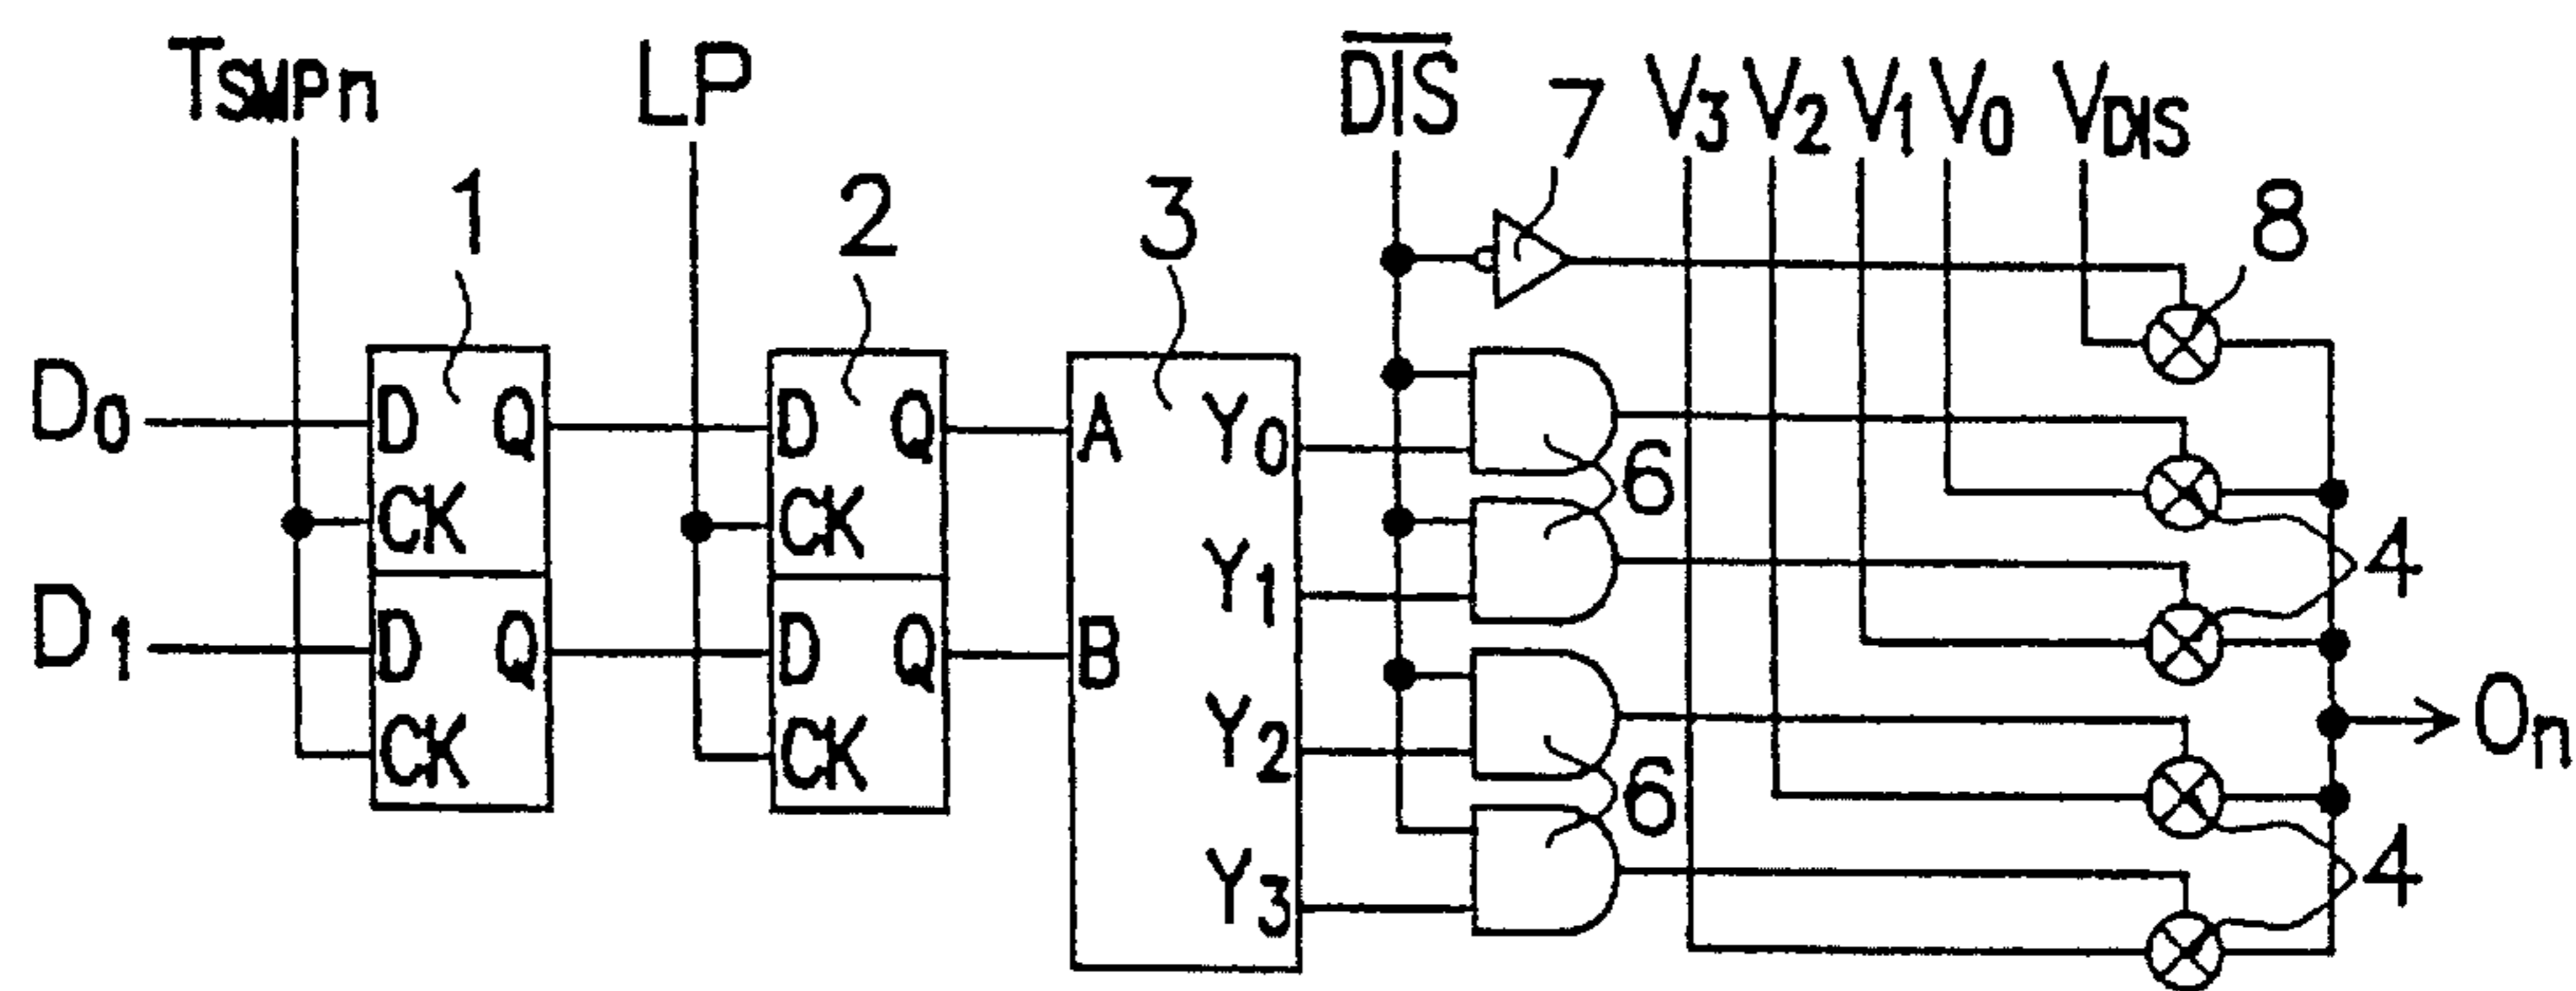 TSMPn LP D̅I̅S̅ V3 V2 V1 V0 VDIS
1 2 3 7 8
D0 D Q D Q A Y0
CK CK 6
Y1 4
D1 D Q D Q B
CK CK Y2 6 On
Y3 4